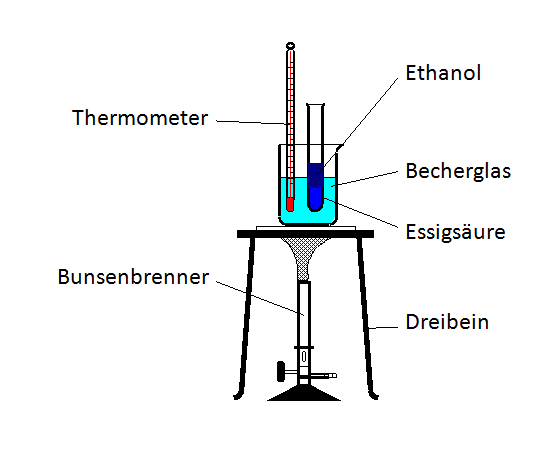 Ethanol
Thermometer
Becherglas
Essigsäure
Bunsenbrenner
Dreibein